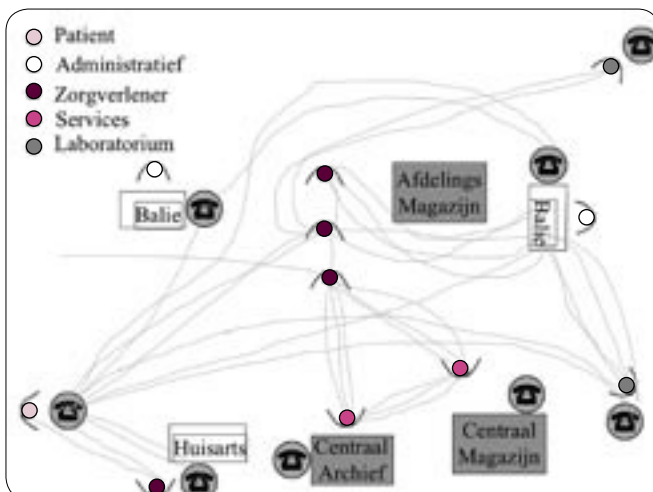 Patient
Administratief
Zorgverlener
Services
Laboratorium
Balie
Afdelings
Magazijn
Balie
Huisarts
Centraal
Archief
Centraal
Magazijn